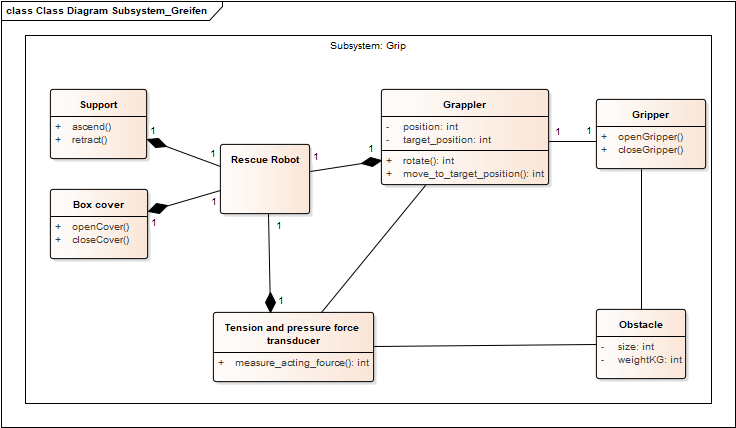 class Class Diagram Subsystem_Greifen
Subsystem: Grip
Support
+ ascend()
+ retract()
1
1
Box cover
+ openCover()
+ closeCover()
1
1
Rescue Robot
1
1
Grappler
- position: int
- target_position: int
+ rotate(): int
+ move_to_target_position(): int
1
1
Gripper
+ openGripper()
+ closeGripper()
1
1
Tension and pressure force
transducer
+ measure_acting_fource(): int
Obstacle
- size: int
- weightKG: int